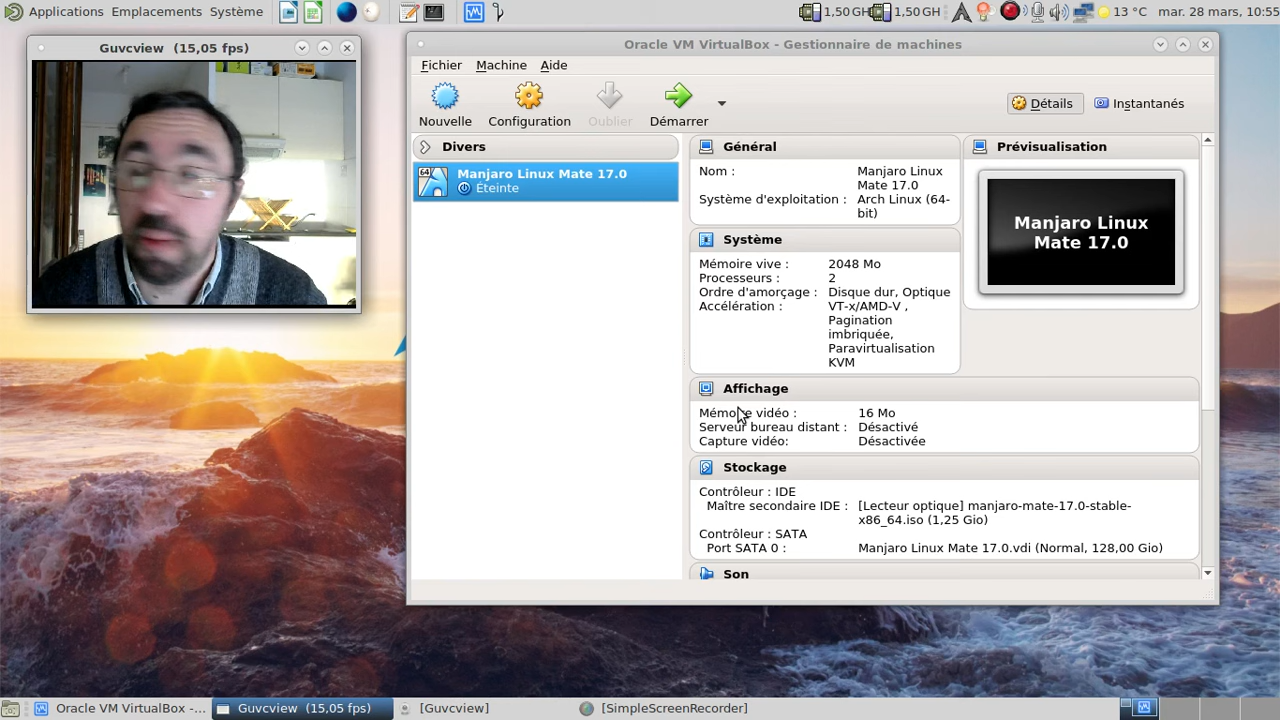 Applications Emplacements Système 1,50 GH 1,50 GH 13 °C mar. 28 mars, 10:55
Guvcview (15,05 fps)
Oracle VM VirtualBox - Gestionnaire de machines
Fichier Machine Aide
Nouvelle Configuration Oublier Démarrer Détails Instantanés
Divers
64 Manjaro Linux Mate 17.0
Éteinte
Général
Nom : Manjaro Linux
Mate 17.0
Système d'exploitation : Arch Linux (64-
bit)
Prévisualisation
Manjaro Linux
Mate 17.0
Système
Mémoire vive : 2048 Mo
Processeurs : 2
Ordre d'amorçage : Disque dur, Optique
Accélération : VT-x/AMD-V ,
Pagination
imbriquée,
Paravirtualisation
KVM
Affichage
Mémoire vidéo : 16 Mo
Serveur bureau distant : Désactivé
Capture vidéo: Désactivée
Stockage
Contrôleur : IDE
Maître secondaire IDE : [Lecteur optique] manjaro-mate-17.0-stable-
x86_64.iso (1,25 Gio)
Contrôleur : SATA
Port SATA 0 : Manjaro Linux Mate 17.0.vdi (Normal, 128,00 Gio)
Son
Oracle VM VirtualBox -... Guvcview (15,05 fps) [Guvcview] [SimpleScreenRecorder]